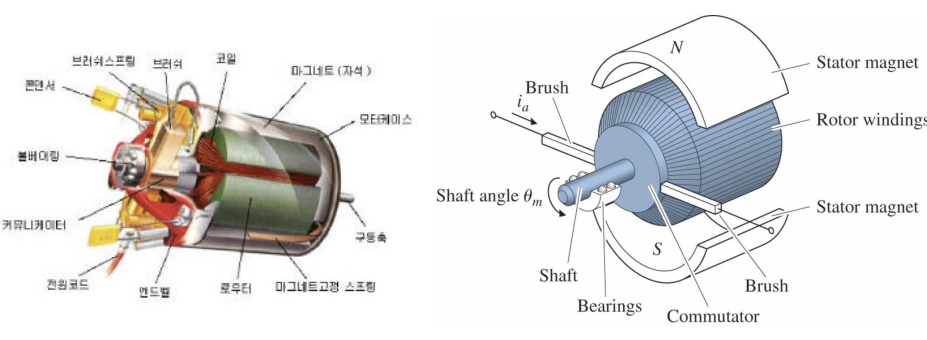 브러쉬스프링
브러쉬
코일
마그네트 (자석)
콘덴서
모터케이스
볼베어링
커뮤니케이터
구동축
전원코드
엔드벨
로우터
마그네트고정 스프링
N
Stator magnet
Brush
i_a
Rotor windings
Shaft angle θ_m
Stator magnet
S
Shaft
Brush
Bearings
Commutator